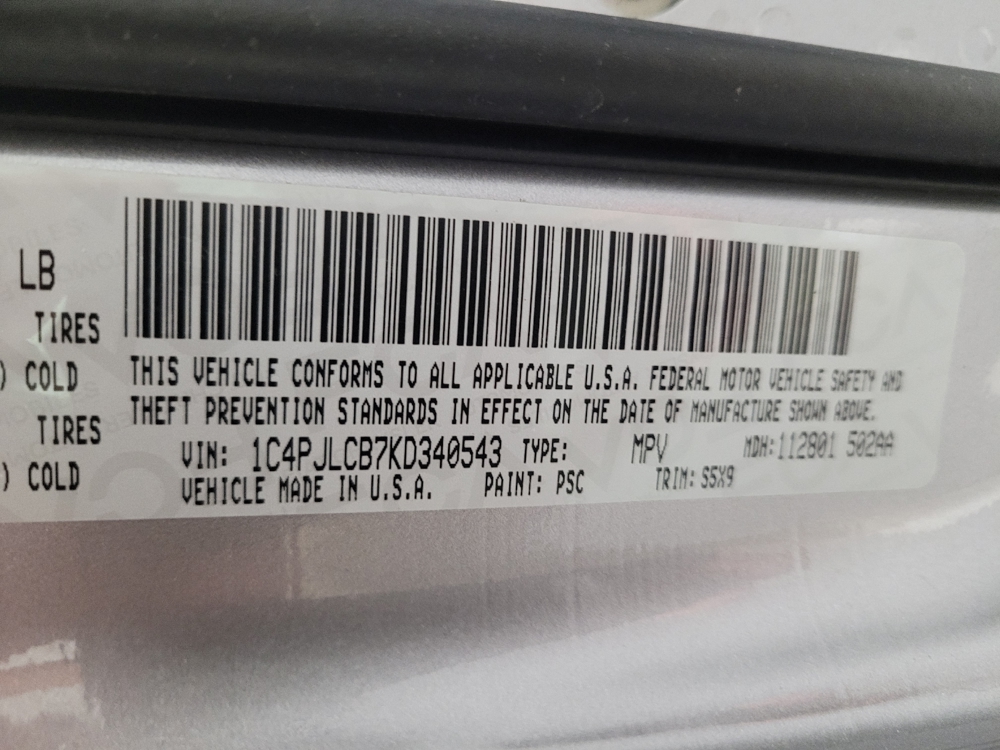 LB
TIRES
) COLD
TIRES
) COLD
THIS VEHICLE CONFORMS TO ALL APPLICABLE U.S.A. FEDERAL MOTOR VEHICLE SAFETY AND
THEFT PREVENTION STANDARDS IN EFFECT ON THE DATE OF MANUFACTURE SHOWN ABOVE.
VIN: 1C4PJLCB7KD340543 TYPE: MPV MDH: 112801 502AA
VEHICLE MADE IN U.S.A. PAINT: PSC TRIM: S5X9